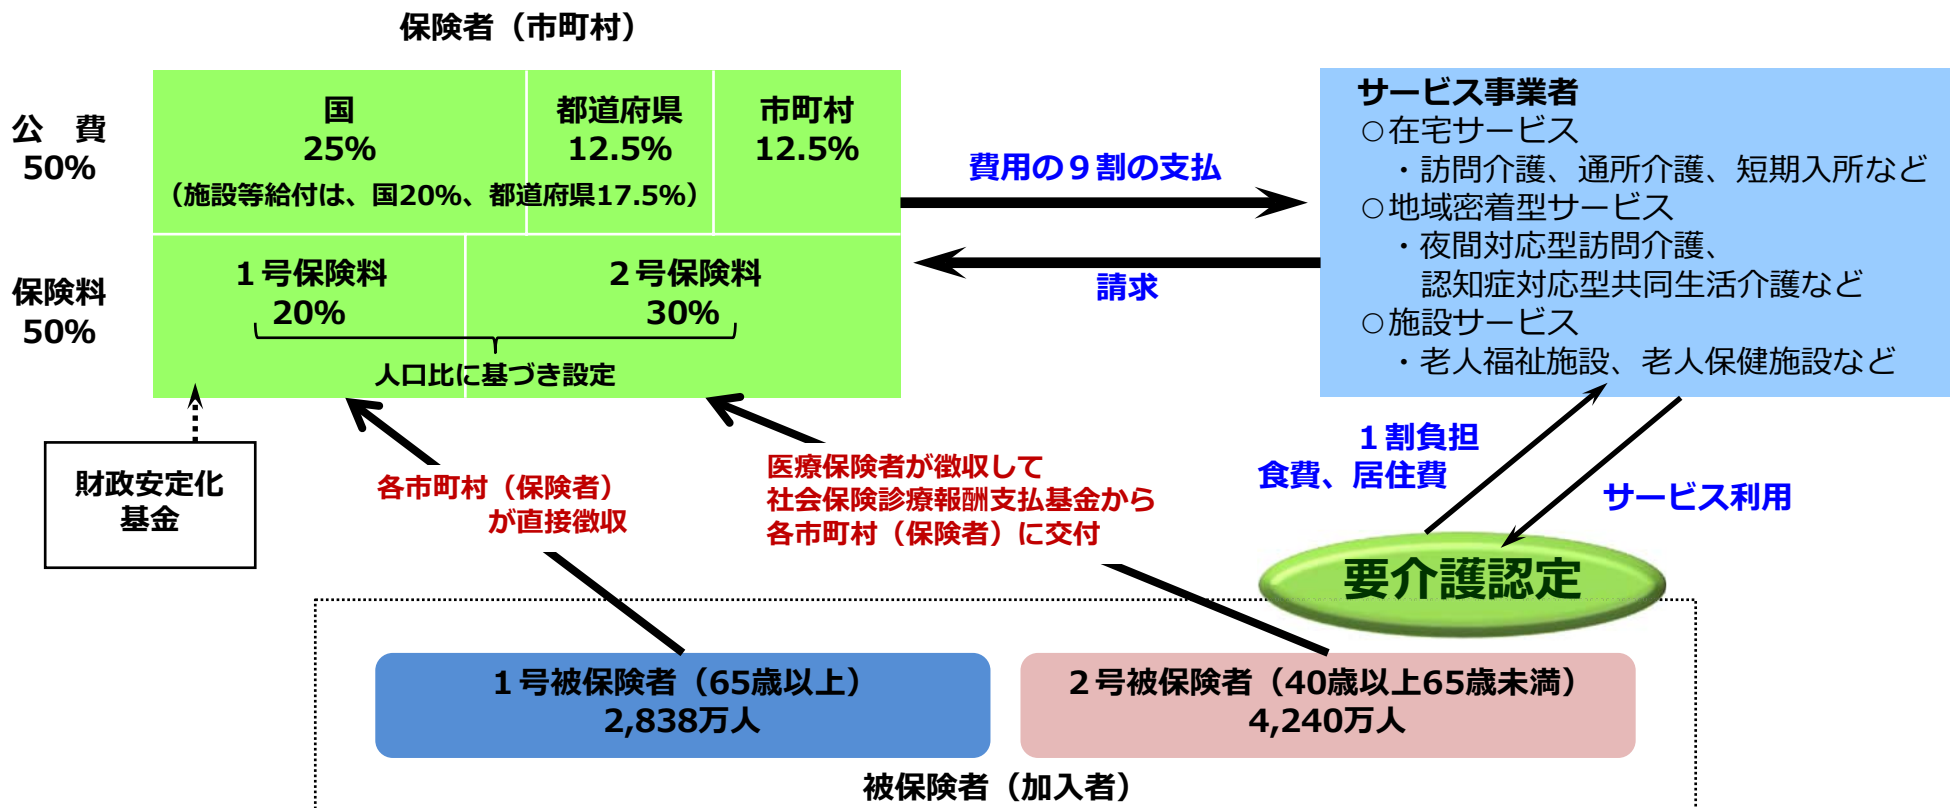 保険者（市町村）
公　費
50%
国
25%
都道府県
12.5%
市町村
12.5%
（施設等給付は、国20%、都道府県17.5%）
保険料
50%
１号保険料
20%
２号保険料
30%
人口比に基づき設定
費用の９割の支払
請求
サービス事業者
○在宅サービス
・訪問介護、通所介護、短期入所など
○地域密着型サービス
・夜間対応型訪問介護、
認知症対応型共同生活介護など
○施設サービス
・老人福祉施設、老人保健施設など
財政安定化
基金
各市町村（保険者）
が直接徴収
医療保険者が徴収して
社会保険診療報酬支払基金から
各市町村（保険者）に交付
１割負担
食費、居住費
サービス利用
要介護認定
１号被保険者（65歳以上）
2,838万人
２号被保険者（40歳以上65歳未満）
4,240万人
被保険者（加入者）